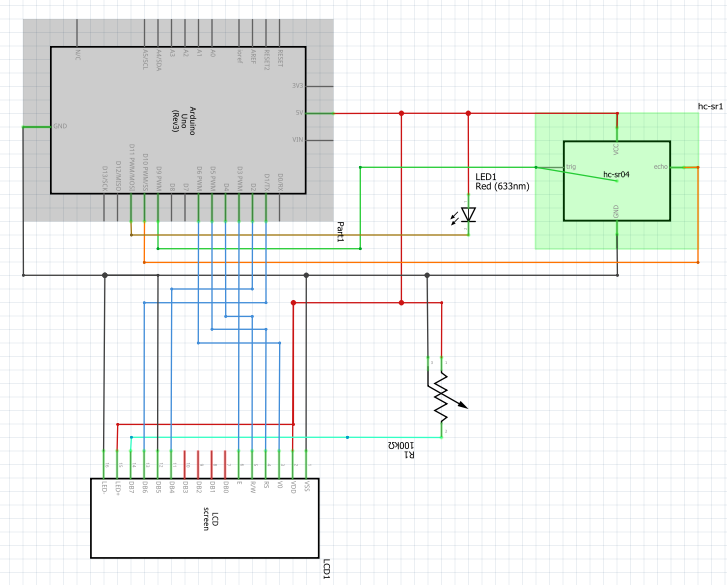 N/C
A5/SCL
A4/SDA
A3
A2
A1
A0
ioref
AREF
RESET2
RESET
3V3
5V
VIN
GND
Arduino
Uno
(Rev3)
D13/SCK
D12/MISO
D11 PWM/MOSI
D10 PWM/SS
D9 PWM
D8
D7
D6 PWM
D5 PWM
D4
D3 PWM
D2
D1/TX
D0/RX
Part1
hc-sr1
trig
echo
GND
hc-sr04
LED1
Red (633nm)
100kΩ
R1
LED-
LED+
DB7
DB6
DB5
DB4
DB3
DB2
DB1
DB0
E
R/W
RS
V0
VDD
VSS
LCD
screen
LCD1